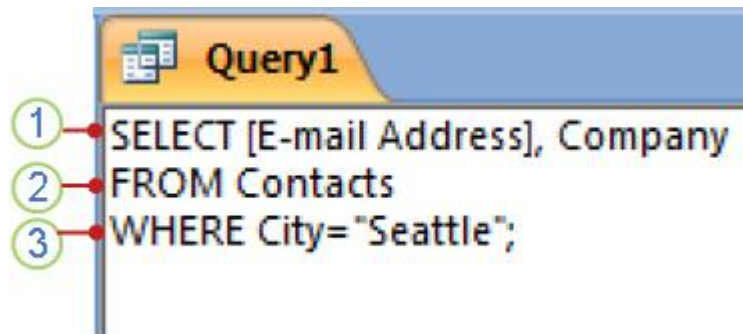 Query1
1 SELECT [E-mail Address], Company
2 FROM Contacts
3 WHERE City="Seattle";